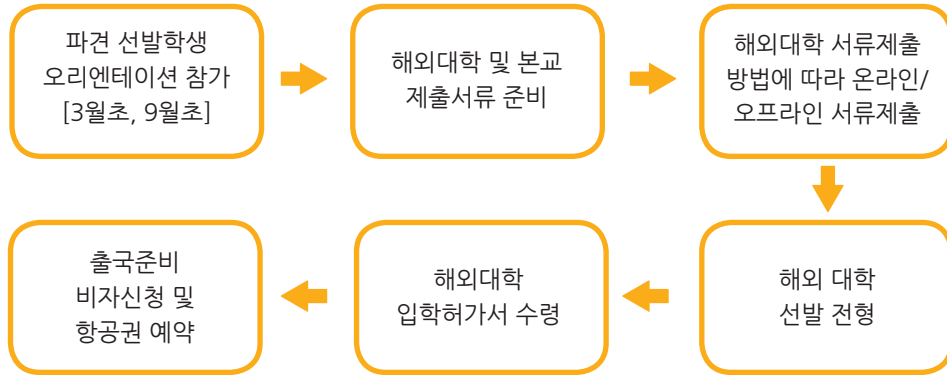 파견 선발학생
오리엔테이션 참가
[3월초, 9월초]
해외대학 및 본교
제출서류 준비
해외대학 서류제출
방법에 따라 온라인/
오프라인 서류제출
해외 대학
선발 전형
해외대학
입학허가서 수령
출국준비
비자신청 및
항공권 예약